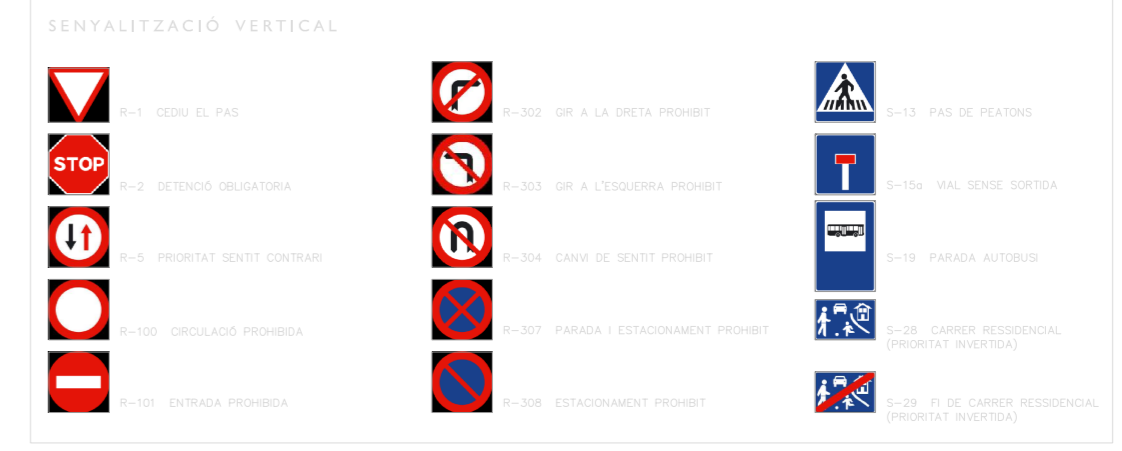 SENYALITZACIÓ VERTICAL
R-1 CEDIU EL PAS
STOP
R-2 DETENCIÓ OBLIGATORIA
R-5 PRIORITAT SENTIT CONTRARI
R-100 CIRCULACIÓ PROHIBIDA
R-101 ENTRADA PROHIBIDA
R-302 GIR A LA DRETA PROHIBIT
R-303 GIR A L'ESQUERRA PROHIBIT
R-304 CANVI DE SENTIT PROHIBIT
R-307 PARADA I ESTACIONAMENT PROHIBIT
R-308 ESTACIONAMENT PROHIBIT
S-13 PAS DE PEATONS
S-15a VIAL SENSE SORTIDA
S-19 PARADA AUTOBUSI
S-28 CARRER RESSIDENCIAL
(PRIORITAT INVERTIDA)
S-29 FI DE CARRER RESSIDENCIAL
(PRIORITAT INVERTIDA)